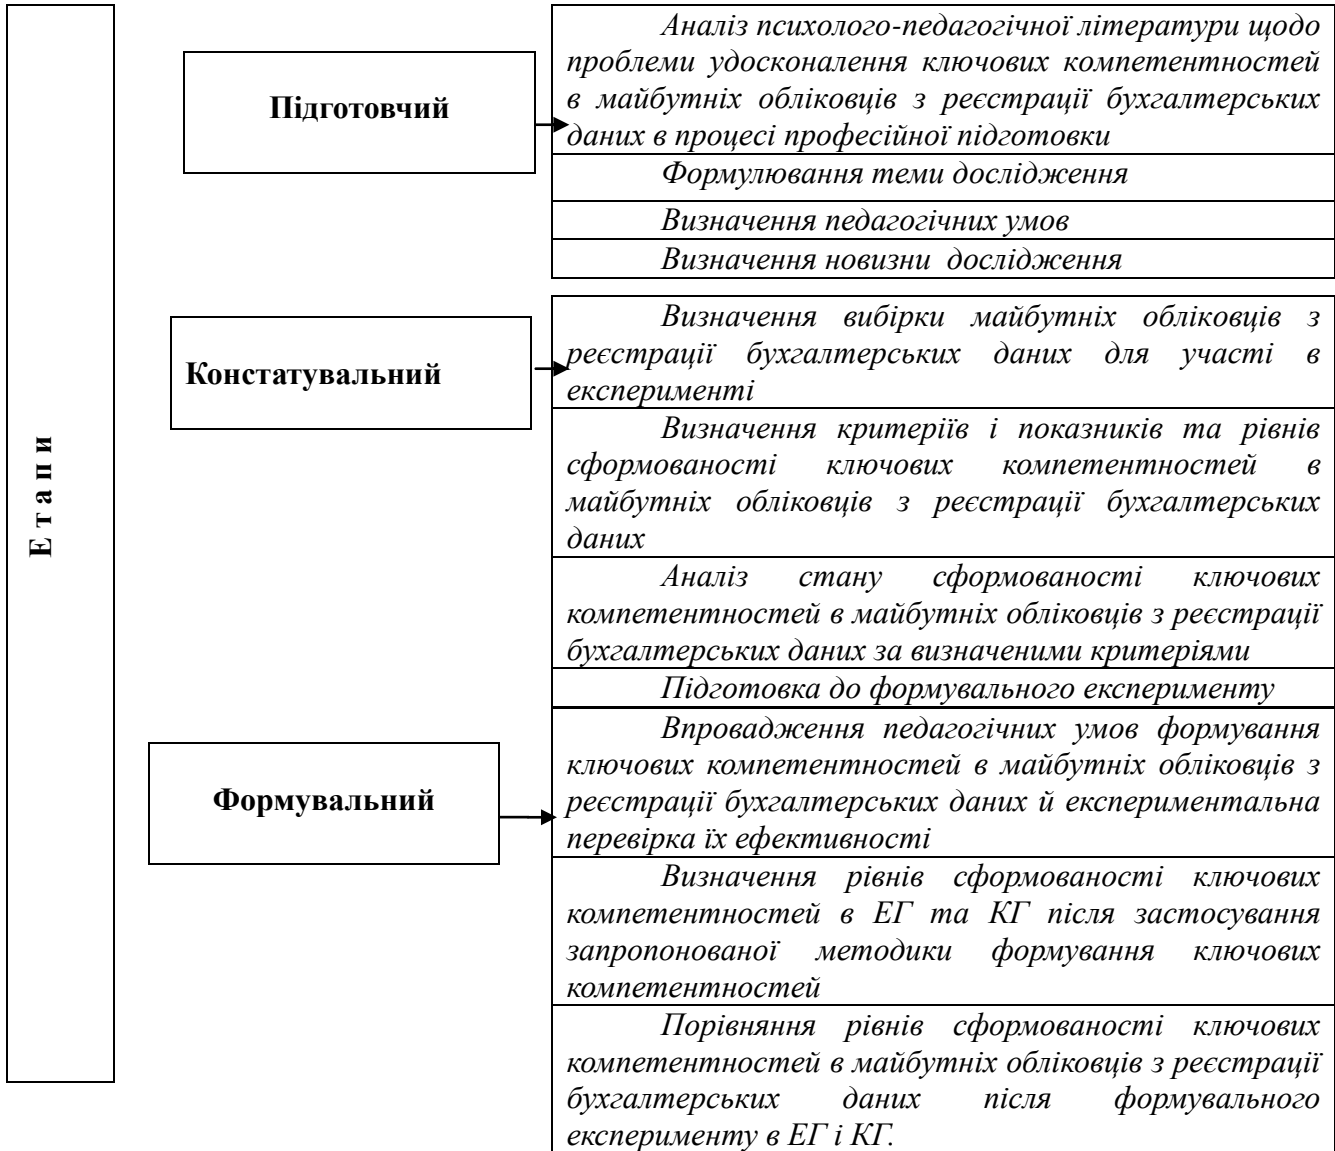 Етапи
Підготовчий
Аналіз психолого-педагогічної літератури щодо
проблеми удосконалення ключових компетентностей
в майбутніх обліковців з реєстрації бухгалтерських
даних в процесі професійної підготовки
Формулювання теми дослідження
Визначення педагогічних умов
Визначення новизни дослідження
Констатувальний
Визначення вибірки майбутніх обліковців з
реєстрації бухгалтерських даних для участі в
експерименті
Визначення критеріїв і показників та рівнів
сформованості ключових компетентностей в
майбутніх обліковців з реєстрації бухгалтерських
даних
Аналіз стану сформованості ключових
компетентностей в майбутніх обліковців з реєстрації
бухгалтерських даних за визначеними критеріями
Підготовка до формувального експерименту
Формувальний
Впровадження педагогічних умов формування
ключових компетентностей в майбутніх обліковців з
реєстрації бухгалтерських даних й експериментальна
перевірка їх ефективності
Визначення рівнів сформованості ключових
компетентностей в ЕГ та КГ після застосування
запропонованої методики формування ключових
компетентностей
Порівняння рівнів сформованості ключових
компетентностей в майбутніх обліковців з реєстрації
бухгалтерських даних після формувального
експерименту в ЕГ і КГ.